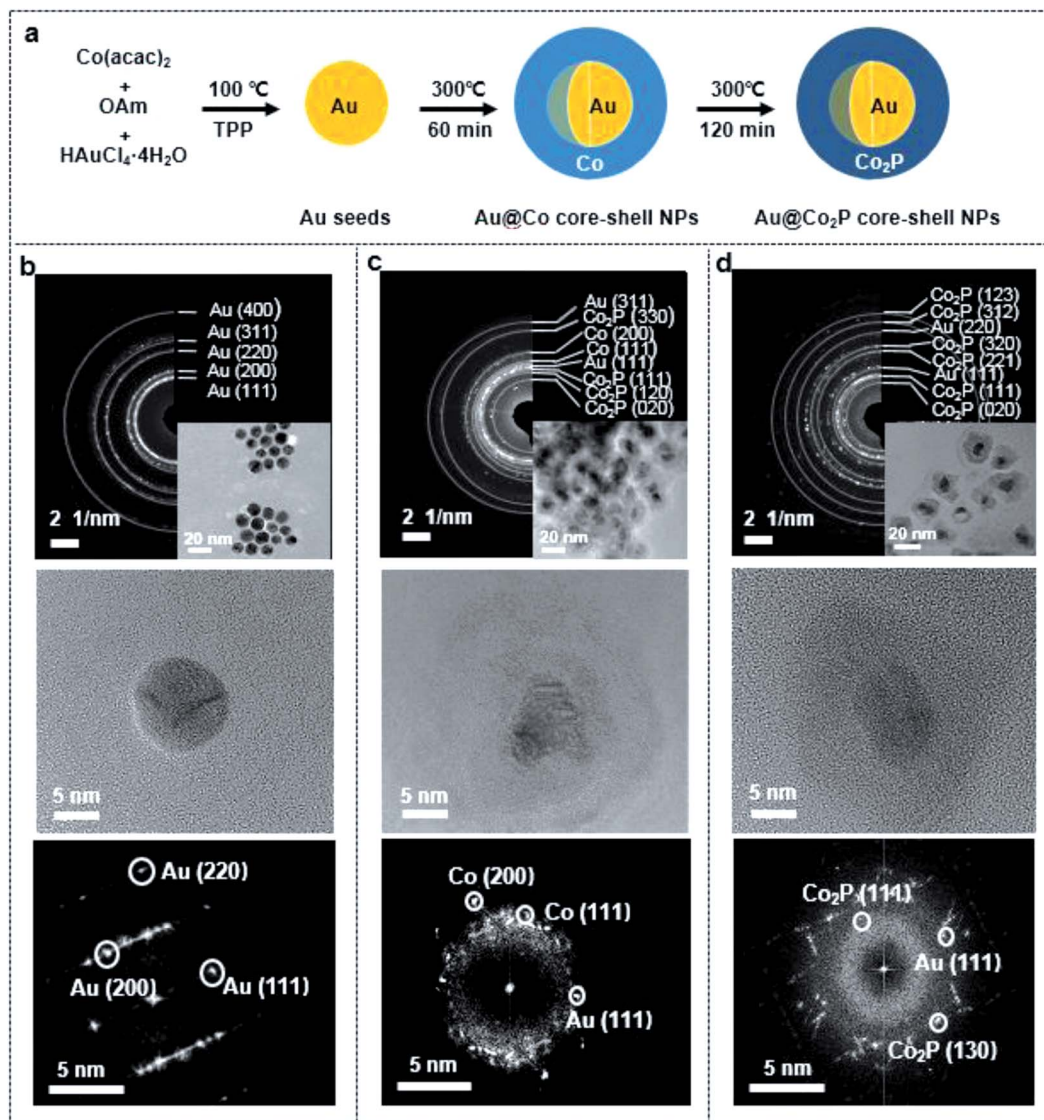 a
Co(acac)₂
+
OAm
+
HAuCl₄·4H₂O
100 ℃
TPP
Au
300℃
60 min
Au
Co
300℃
120 min
Au
Co₂P
Au seeds
Au@Co core-shell NPs
Au@Co₂P core-shell NPs
b
Au (400)
Au (311)
Au (220)
Au (200)
Au (111)
2 1/nm
20 nm
5 nm
Au (220)
Au (200)
Au (111)
5 nm
c
Au (311)
Co₂P (330)
Co (200)
Co (111)
Au (111)
Co₂P (111)
Co₂P (120)
Co₂P (020)
2 1/nm
20 nm
5 nm
Co (200)
Co (111)
Au (111)
5 nm
d
Co₂P (123)
Co₂P (312)
Au (220)
Co₂P (320)
Co₂P (221)
Au (111)
Co₂P (111)
Co₂P (020)
2 1/nm
20 nm
5 nm
Co₂P (111)
Au (111)
Co₂P (130)
5 nm